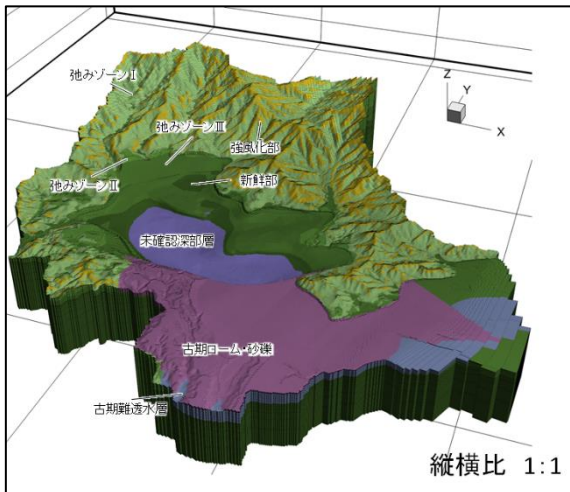 弛みゾーンⅠ
弛みゾーンⅢ
強風化部
弛みゾーンⅡ
新鮮部
未確認深部層
古期ローム・砂礫
古期難透水層
縦横比 1:1
Z
Y
X